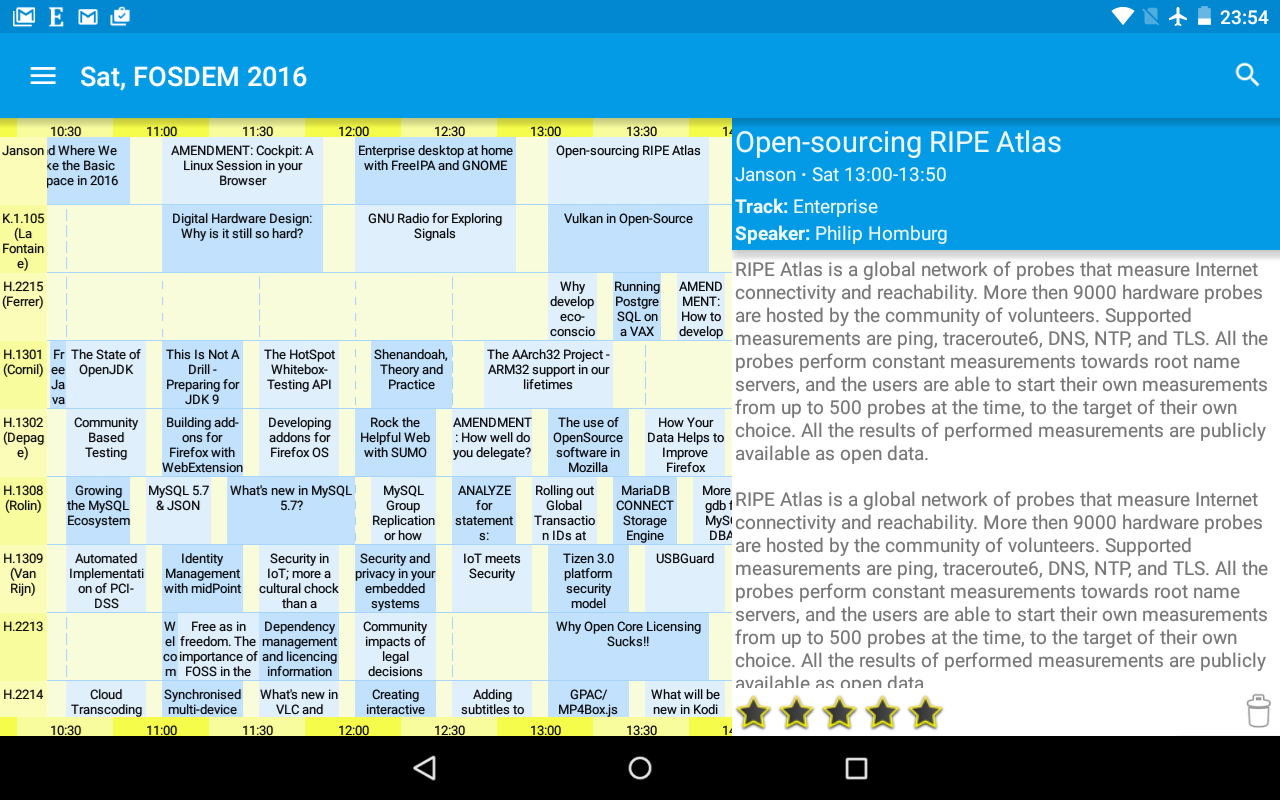 23:54
Sat, FOSDEM 2016
10:30 11:00 11:30 12:00 12:30 13:00 13:30 14
Janson
d Where We
ke the Basic
pace in 2016
AMENDMENT: Cockpit: A
Linux Session in your
Browser
Enterprise desktop at home
with FreeIPA and GNOME
Open-sourcing RIPE Atlas
K.1.105
(La
Fontain
e)
Digital Hardware Design:
Why is it still so hard?
GNU Radio for Exploring
Signals
Vulkan in Open-Source
H.2215
(Ferrer)
Why
develop
eco-
conscio
Running
Postgre
SQL on
a VAX
AMEND
MENT:
How to
develop
H.1301
(Cornil)
Fr
ee
Ja
va
The State of
OpenJDK
This Is Not A
Drill -
Preparing for
JDK 9
The HotSpot
Whitebox-
Testing API
Shenandoah,
Theory and
Practice
The AArch32 Project -
ARM32 support in our
lifetimes
H.1302
(Depag
e)
Community
Based
Testing
Building add-
ons for
Firefox with
WebExtension
Developing
addons for
Firefox OS
Rock the
Helpful Web
with SUMO
AMENDMENT
: How well do
you delegate?
The use of
OpenSource
software in
Mozilla
How Your
Data Helps to
Improve
Firefox
H.1308
(Rolin)
Growing
the MySQL
Ecosystem
MySQL 5.7
& JSON
What's new in MySQL
5.7?
MySQL
Group
Replication
or how
ANALYZE
for
statement
s:
Rolling out
Global
Transactio
n IDs at
MariaDB
CONNECT
Storage
Engine
More
gdb f
MyS
DBA
H.1309
(Van
Rijn)
Automated
Implementati
on of PCI-
DSS
Identity
Management
with midPoint
Security in
IoT; more a
cultural chock
than a
Security and
privacy in your
embedded
systems
IoT meets
Security
Tizen 3.0
platform
security
model
USBGuard
H.2213
W
el
co
m
Free as in
freedom. The
importance of
FOSS in the
Dependency
management
and licencing
information
Community
impacts of
legal
decisions
Why Open Core Licensing
Sucks!!
H.2214
Cloud
Transcoding
Synchronised
multi-device
What's new in
VLC and
Creating
interactive
Adding
subtitles to
GPAC/
MP4Box.js
What will be
new in Kodi
10:30 11:00 11:30 12:00 12:30 13:00 13:30 14
Open-sourcing RIPE Atlas
Janson · Sat 13:00-13:50
Track: Enterprise
Speaker: Philip Homburg
RIPE Atlas is a global network of probes that measure Internet
connectivity and reachability. More then 9000 hardware probes
are hosted by the community of volunteers. Supported
measurements are ping, traceroute6, DNS, NTP, and TLS. All the
probes perform constant measurements towards root name
servers, and the users are able to start their own measurements
from up to 500 probes at the time, to the target of their own
choice. All the results of performed measurements are publicly
available as open data.
RIPE Atlas is a global network of probes that measure Internet
connectivity and reachability. More then 9000 hardware probes
are hosted by the community of volunteers. Supported
measurements are ping, traceroute6, DNS, NTP, and TLS. All the
probes perform constant measurements towards root name
servers, and the users are able to start their own measurements
from up to 500 probes at the time, to the target of their own
choice. All the results of performed measurements are publicly
available as open data